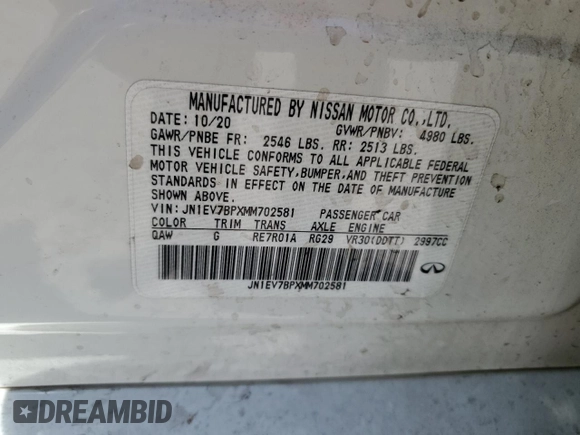 MANUFACTURED BY NISSAN MOTOR CO.,LTD.
DATE: 10/20 GVWR/PNBV: 4980 LBS.
GAWR/PNBE FR: 2546 LBS. RR: 2513 LBS.
THIS VEHICLE CONFORMS TO ALL APPLICABLE FEDERAL
MOTOR VEHICLE SAFETY,BUMPER,AND THEFT PREVENTION
STANDARDS IN EFFECT ON THE DATE OF MANUFACTURE
SHOWN ABOVE.
VIN: JN1EV7BPXMM702581 PASSENGER CAR
COLOR TRIM TRANS AXLE ENGINE
QAW G RE7R01A RG29 VR30(DDTT) 2997CC
JN1EV7BPXMM702581
DREAMBID